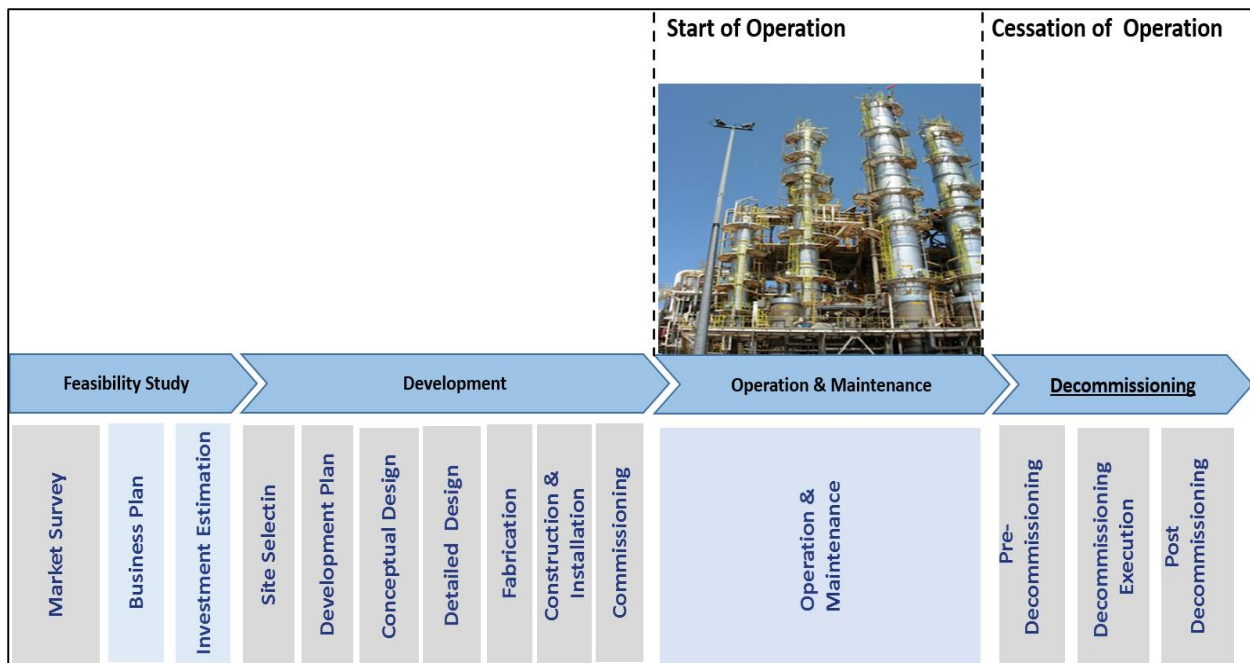 Start of Operation
Cessation of Operation
Feasibility Study
Development
Operation & Maintenance
Decommissioning
Market Survey
Business Plan
Investment Estimation
Site Selectin
Development Plan
Conceptual Design
Detailed Design
Fabrication
Construction &
Installation
Commissioning
Operation &
Maintenance
Pre-
Decommissioning
Decommissioning
Execution
Post
Decommissioning